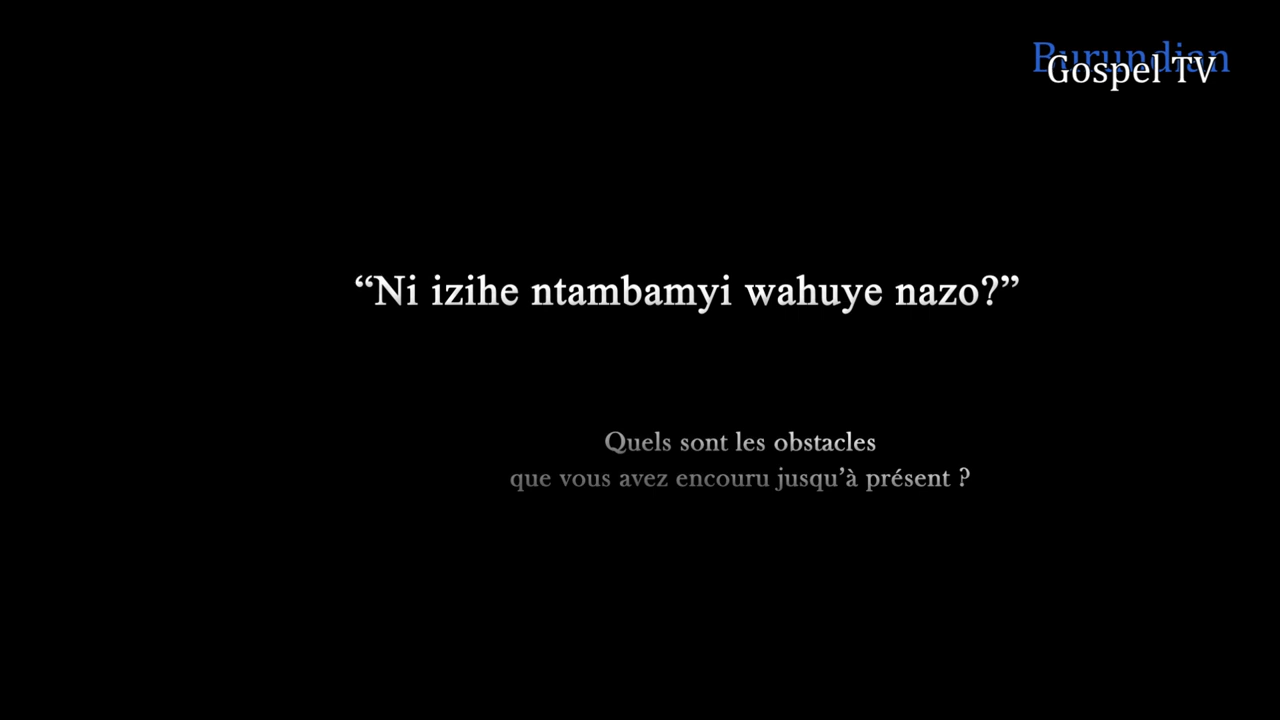 Burundian
Gospel TV
“Ni izihe ntambamyi wahuye nazo?”
Quels sont les obstacles
que vous avez encouru jusqu’à présent ?